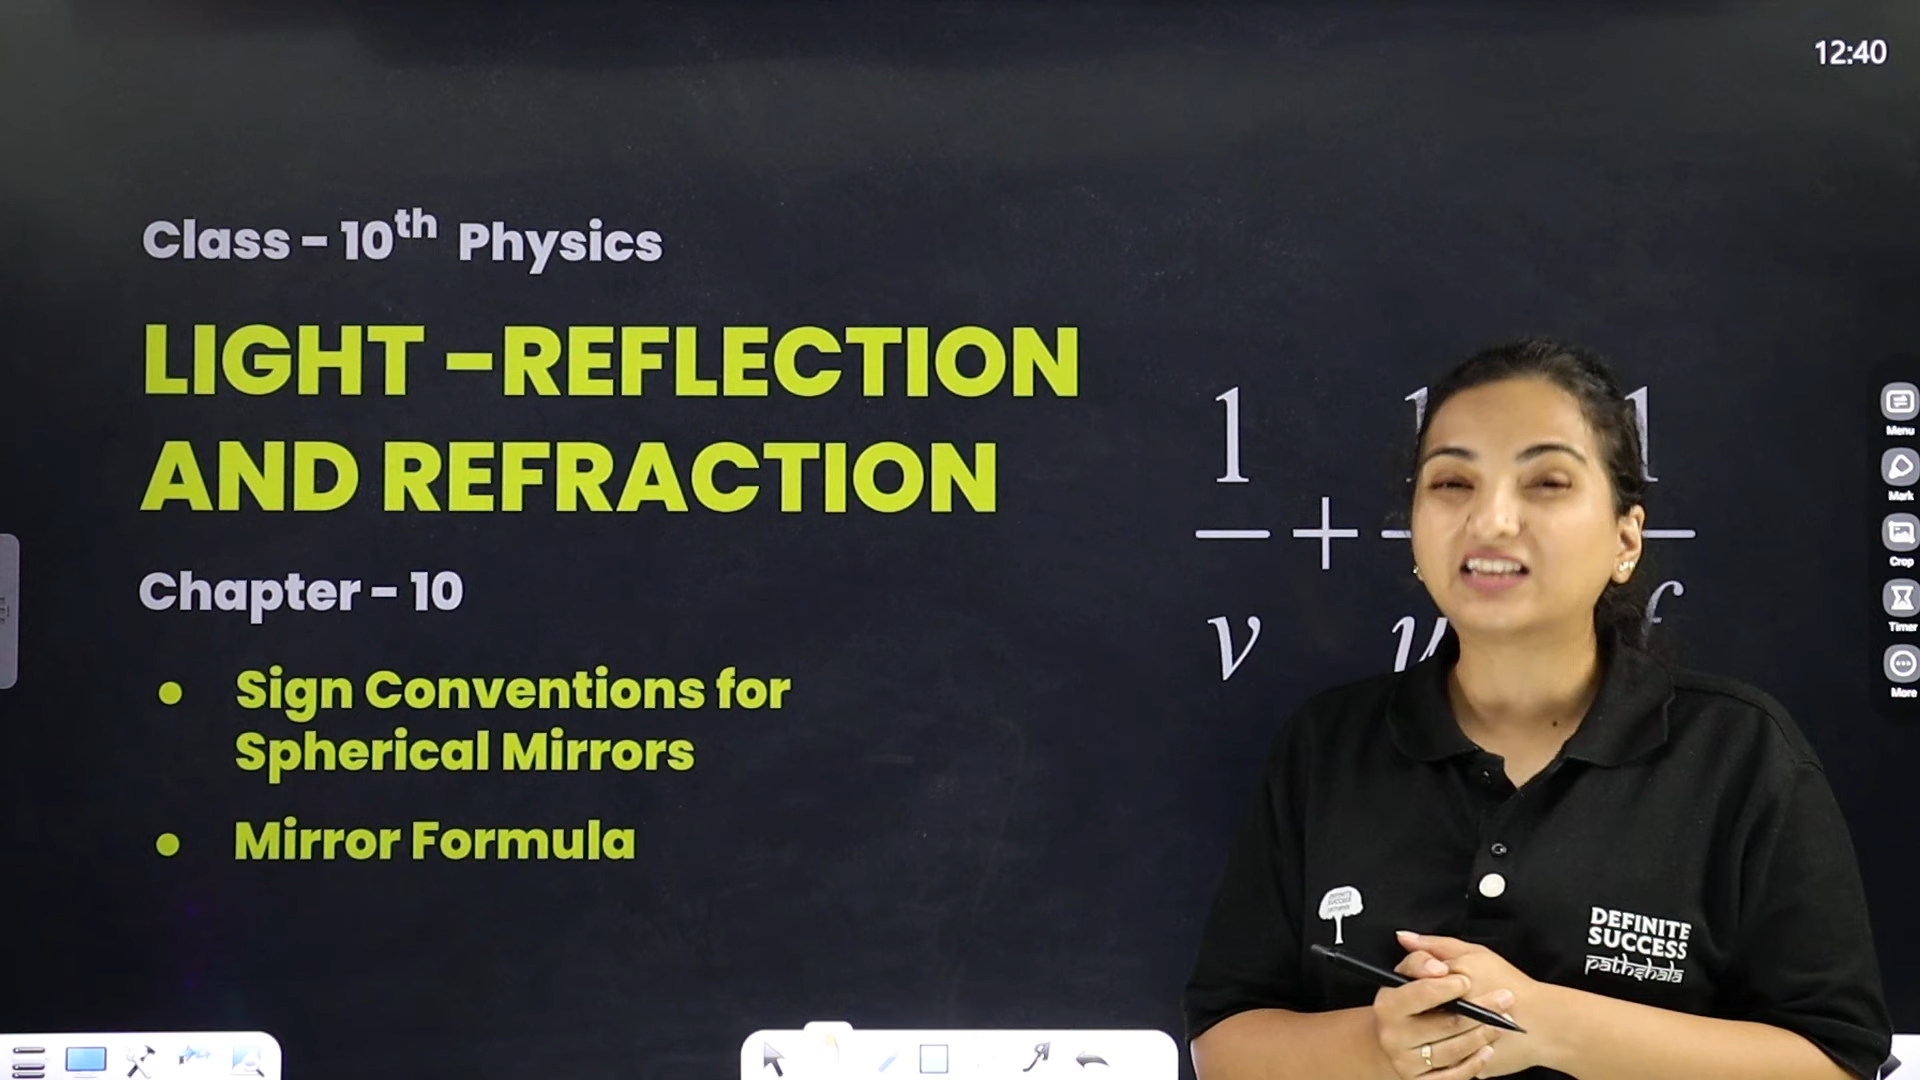 12:40
Class - 10th Physics
LIGHT -REFLECTION
AND REFRACTION
Chapter - 10
• Sign Conventions for
Spherical Mirrors
• Mirror Formula
1 1
+
v u f
Menu
Mark
Crop
Timer
More
DEFINITE
SUCCESS
pathshala